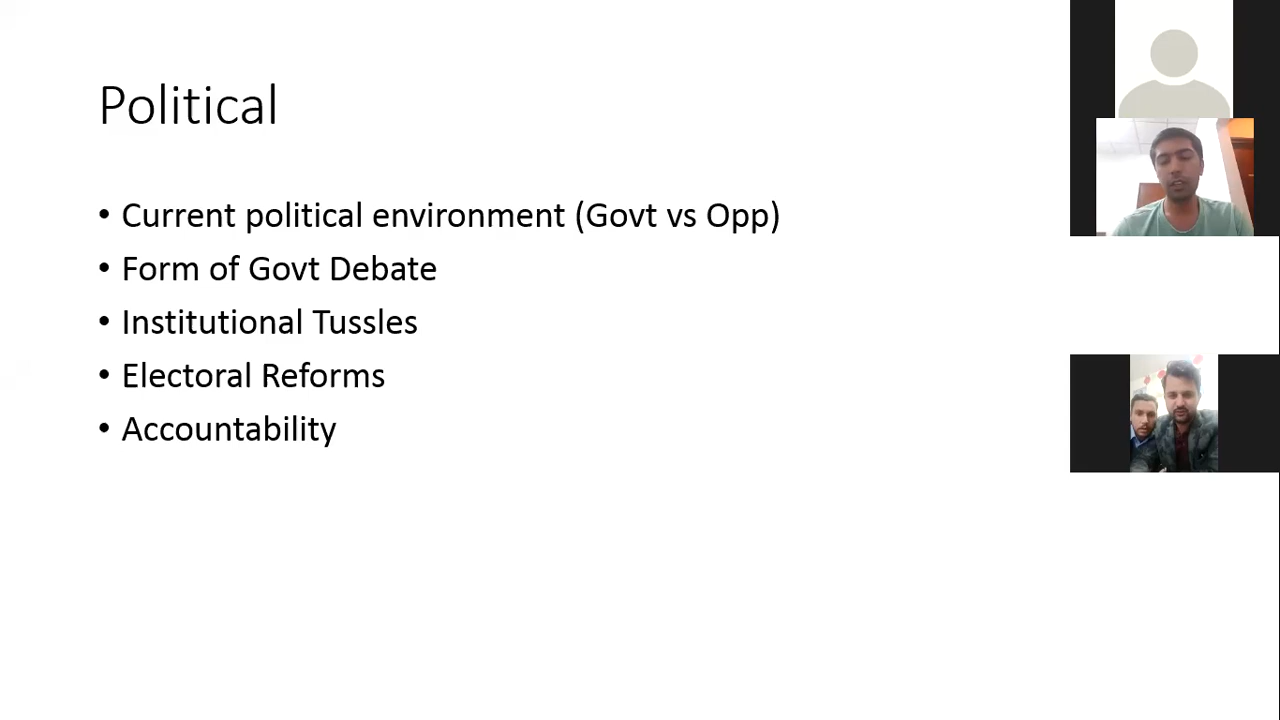 Political
• Current political environment (Govt vs Opp)
• Form of Govt Debate
• Institutional Tussles
• Electoral Reforms
• Accountability